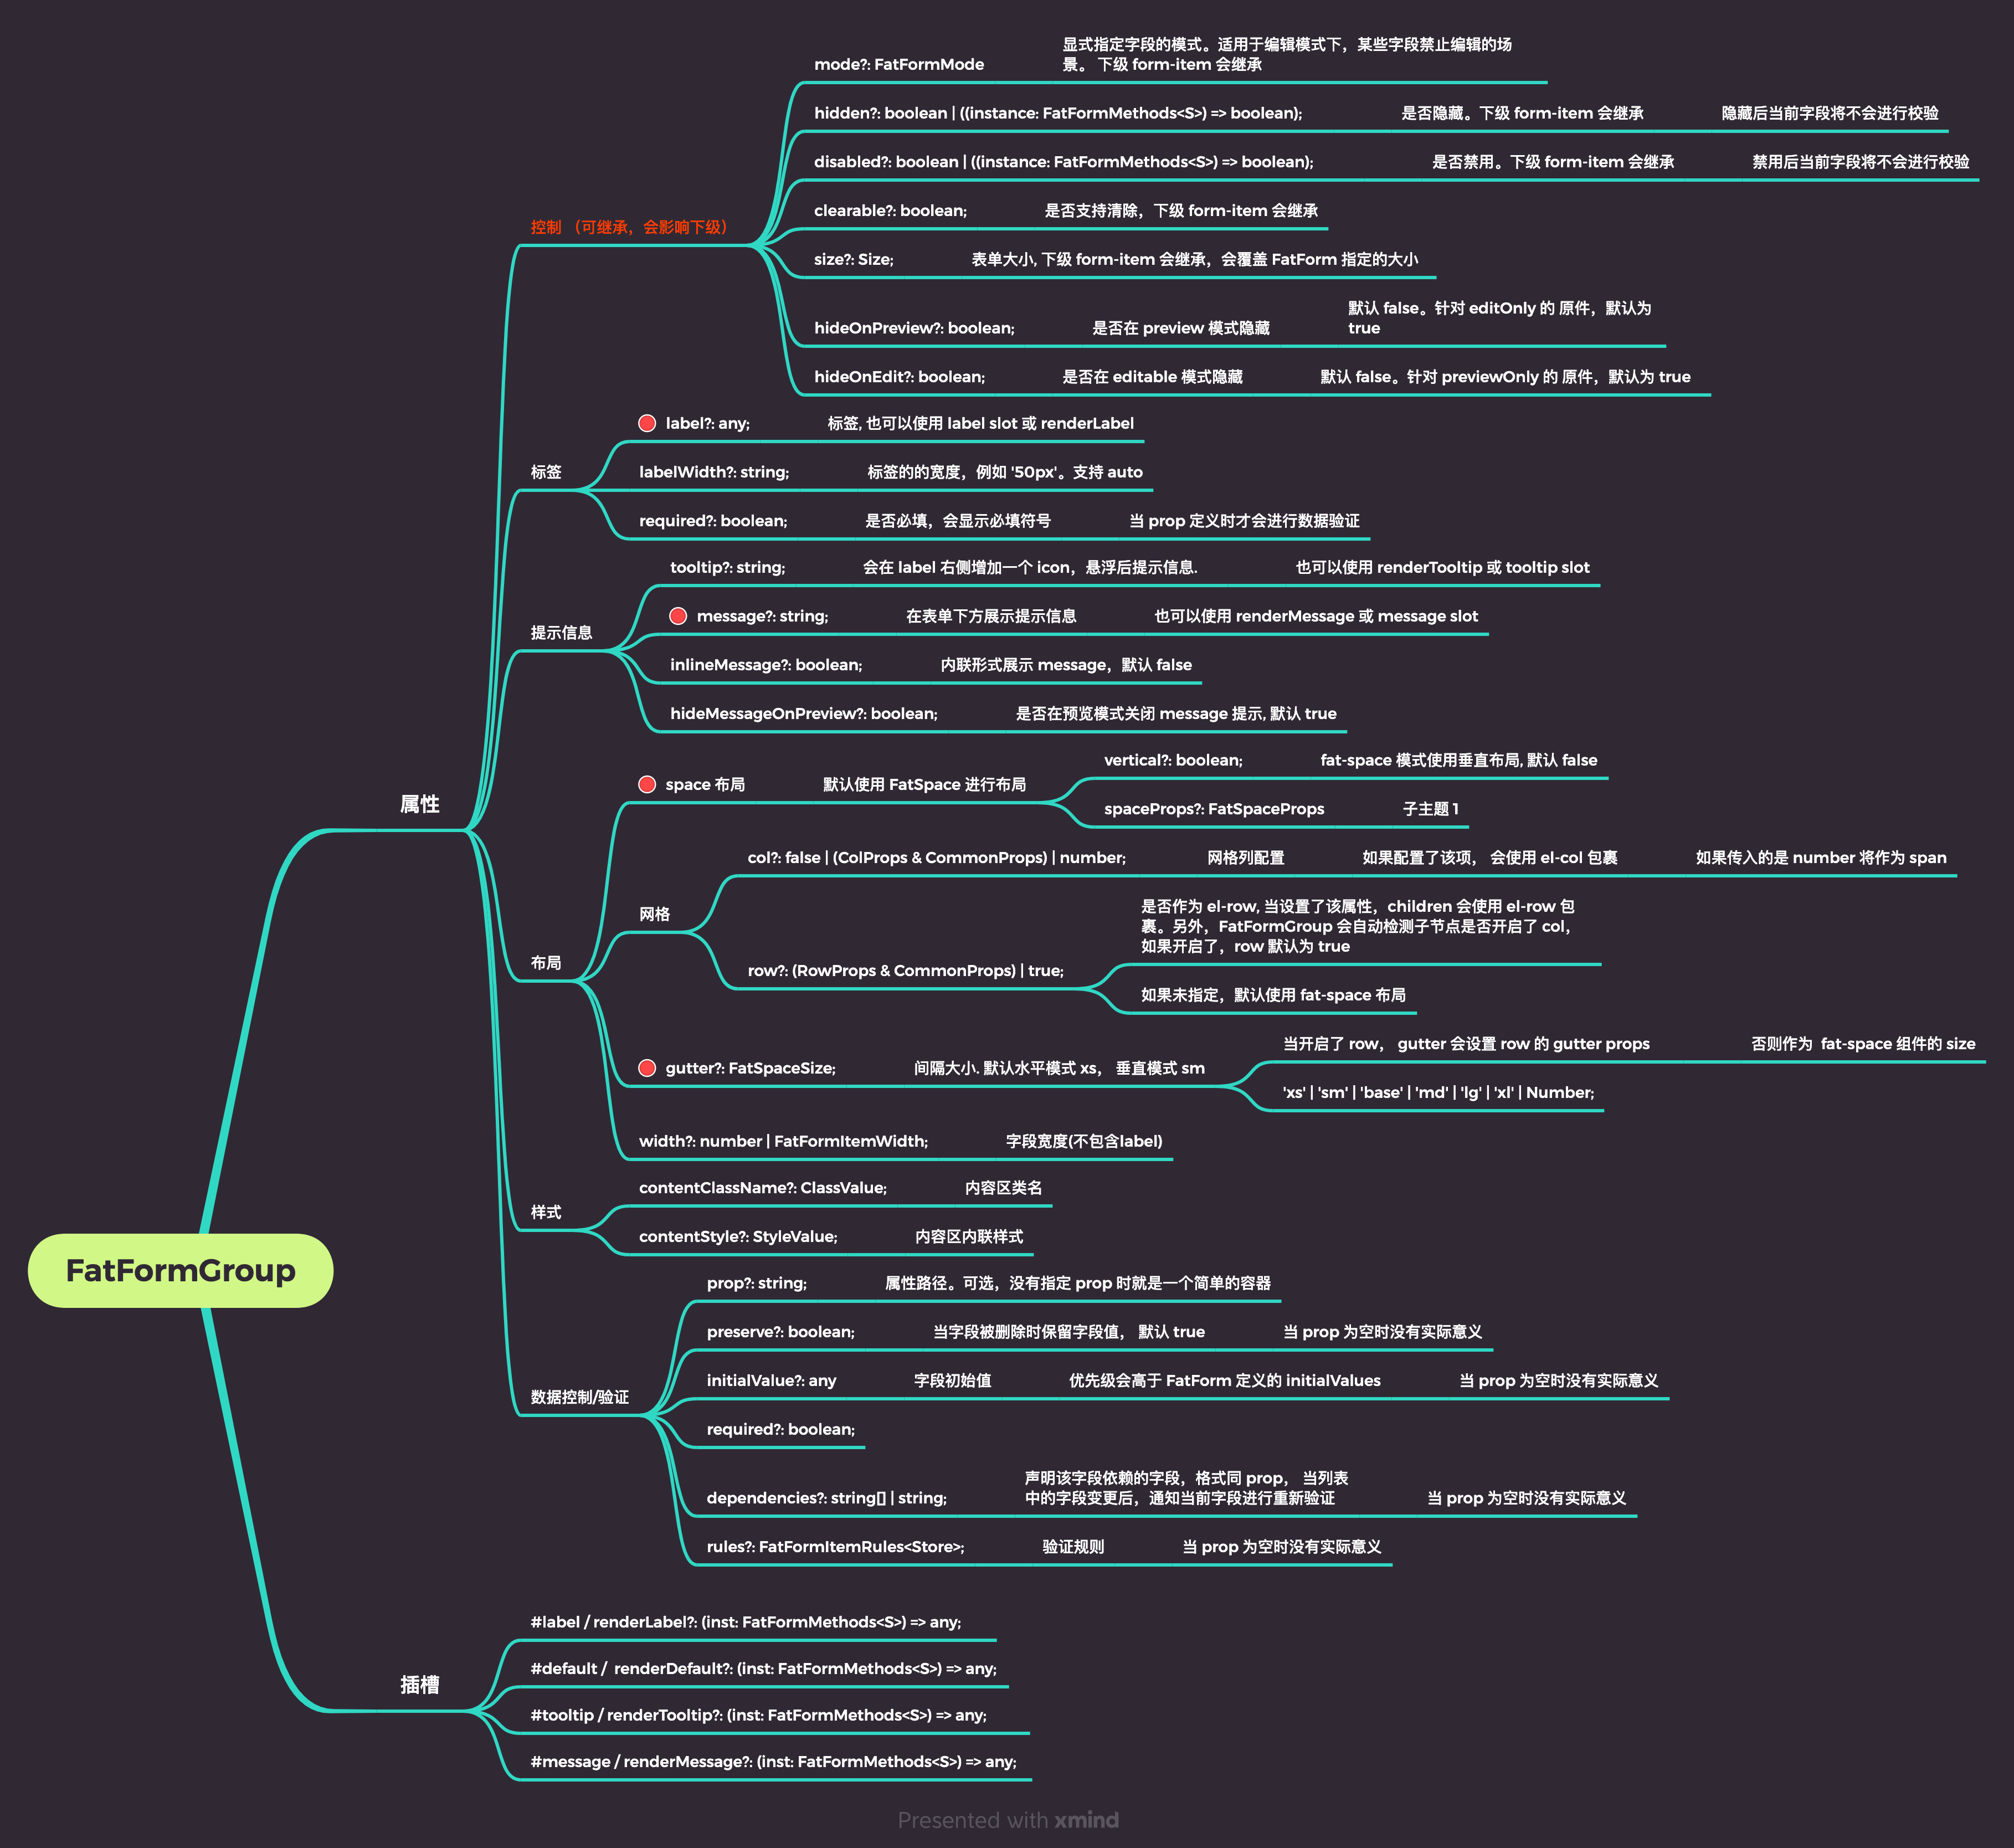 FatFormGroup
属性
控制 （可继承，会影响下级）
mode?: FatFormMode
显式指定字段的模式。适用于编辑模式下，某些字段禁止编辑的场
景。 下级 form-item 会继承
hidden?: boolean | ((instance: FatFormMethods<S>) => boolean);
是否隐藏。下级 form-item 会继承
隐藏后当前字段将不会进行校验
disabled?: boolean | ((instance: FatFormMethods<S>) => boolean);
是否禁用。下级 form-item 会继承
禁用后当前字段将不会进行校验
clearable?: boolean;
是否支持清除，下级 form-item 会继承
size?: Size;
表单大小, 下级 form-item 会继承，会覆盖 FatForm 指定的大小
hideOnPreview?: boolean;
是否在 preview 模式隐藏
默认 false。针对 editOnly 的 原件，默认为
true
hideOnEdit?: boolean;
是否在 editable 模式隐藏
默认 false。针对 previewOnly 的 原件，默认为 true
标签
label?: any;
标签, 也可以使用 label slot 或 renderLabel
labelWidth?: string;
标签的的宽度，例如 '50px'。支持 auto
required?: boolean;
是否必填，会显示必填符号
当 prop 定义时才会进行数据验证
提示信息
tooltip?: string;
会在 label 右侧增加一个 icon，悬浮后提示信息.
也可以使用 renderTooltip 或 tooltip slot
message?: string;
在表单下方展示提示信息
也可以使用 renderMessage 或 message slot
inlineMessage?: boolean;
内联形式展示 message，默认 false
hideMessageOnPreview?: boolean;
是否在预览模式关闭 message 提示, 默认 true
布局
space 布局
默认使用 FatSpace 进行布局
vertical?: boolean;
fat-space 模式使用垂直布局, 默认 false
spaceProps?: FatSpaceProps
子主题 1
网格
col?: false | (ColProps & CommonProps) | number;
网格列配置
如果配置了该项， 会使用 el-col 包裹
如果传入的是 number 将作为 span
row?: (RowProps & CommonProps) | true;
是否作为 el-row, 当设置了该属性，children 会使用 el-row 包
裹。另外，FatFormGroup 会自动检测子节点是否开启了 col，
如果开启了，row 默认为 true
如果未指定，默认使用 fat-space 布局
gutter?: FatSpaceSize;
间隔大小. 默认水平模式 xs， 垂直模式 sm
当开启了 row， gutter 会设置 row 的 gutter props
否则作为  fat-space 组件的 size
'xs' | 'sm' | 'base' | 'md' | 'lg' | 'xl' | Number;
width?: number | FatFormItemWidth;
字段宽度(不包含label)
样式
contentClassName?: ClassValue;
内容区类名
contentStyle?: StyleValue;
内容区内联样式
数据控制/验证
prop?: string;
属性路径。可选，没有指定 prop 时就是一个简单的容器
preserve?: boolean;
当字段被删除时保留字段值， 默认 true
当 prop 为空时没有实际意义
initialValue?: any
字段初始值
优先级会高于 FatForm 定义的 initialValues
当 prop 为空时没有实际意义
required?: boolean;
dependencies?: string[] | string;
声明该字段依赖的字段，格式同 prop， 当列表
中的字段变更后，通知当前字段进行重新验证
当 prop 为空时没有实际意义
rules?: FatFormItemRules<Store>;
验证规则
当 prop 为空时没有实际意义
插槽
#label / renderLabel?: (inst: FatFormMethods<S>) => any;
#default /  renderDefault?: (inst: FatFormMethods<S>) => any;
#tooltip / renderTooltip?: (inst: FatFormMethods<S>) => any;
#message / renderMessage?: (inst: FatFormMethods<S>) => any;
Presented with xmind